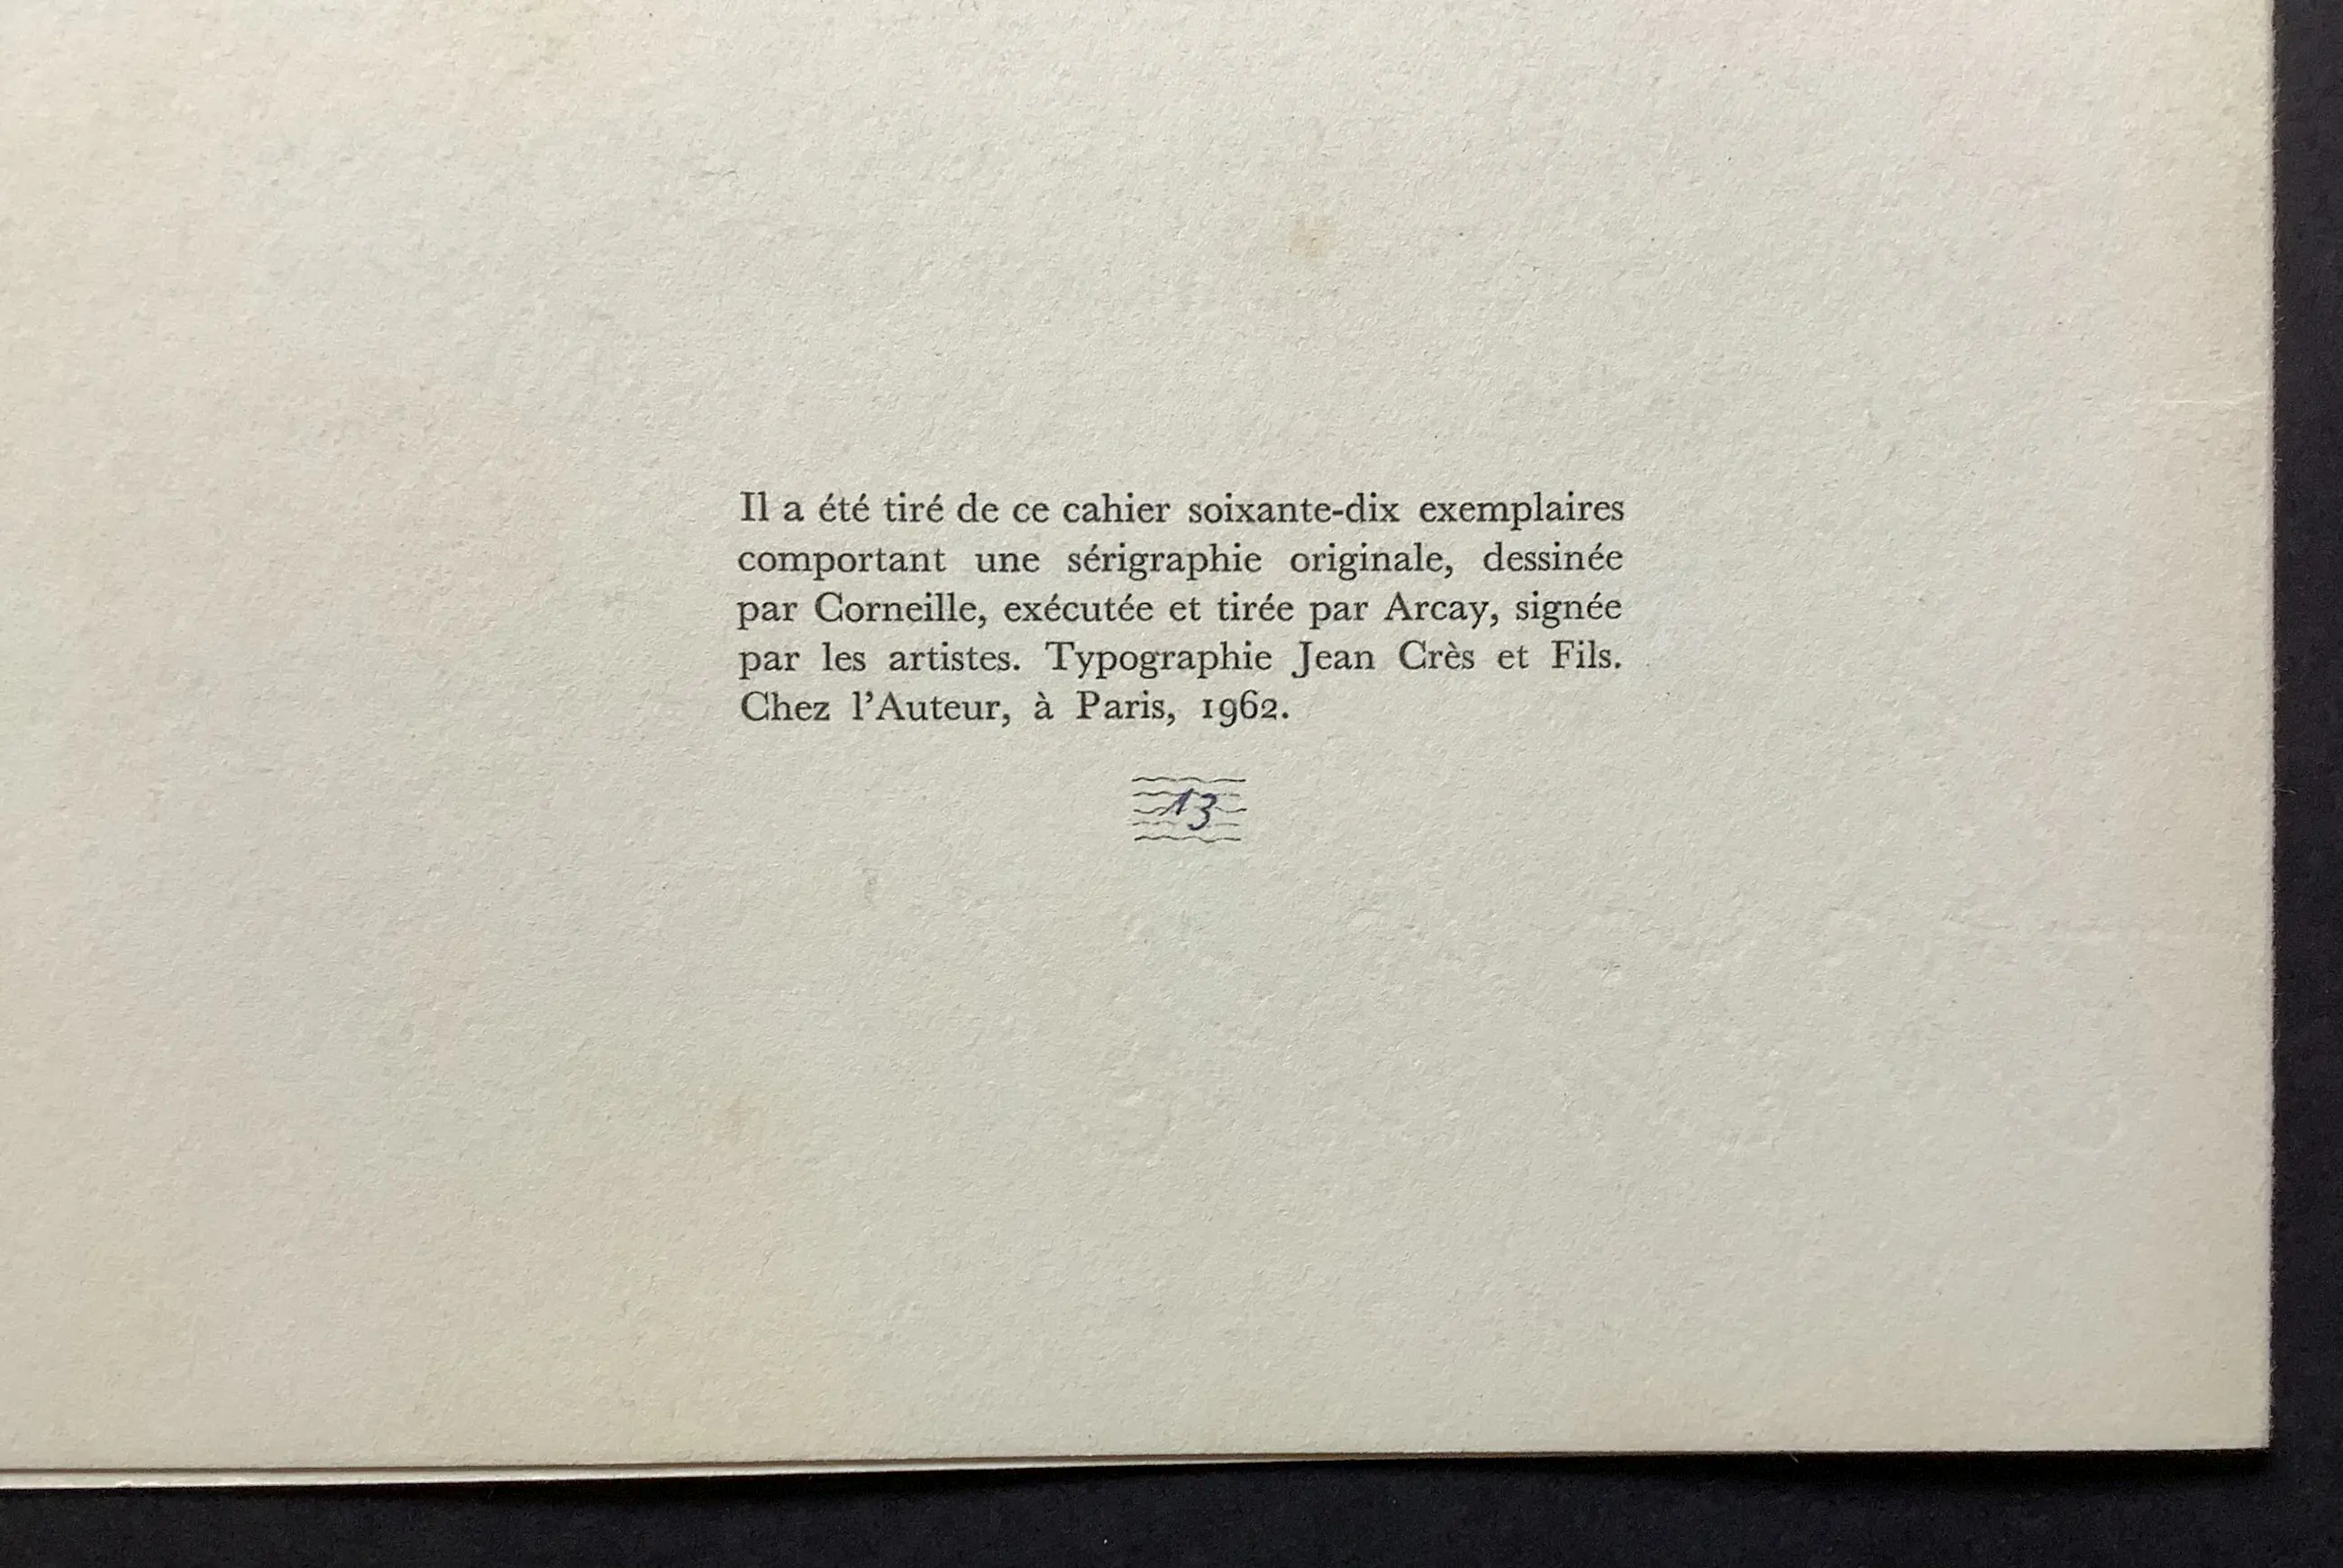 Il a été tiré de ce cahier soixante-dix exemplaires
comportant une sérigraphie originale, dessinée
par Corneille, exécutée et tirée par Arcay, signée
par les artistes. Typographie Jean Crès et Fils.
Chez l’Auteur, à Paris, 1962.
13